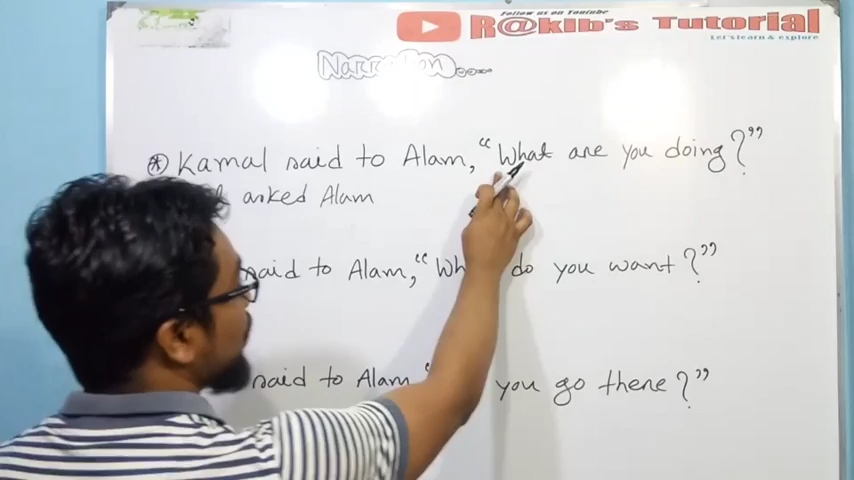 Follow us on Youtube
R@kib's Tutorial
Let's learn & explore
Narration
* Kamal said to Alam, "What are you doing?"
asked Alam
said to Alam, " do you want?"
said to Alam " you go there?"